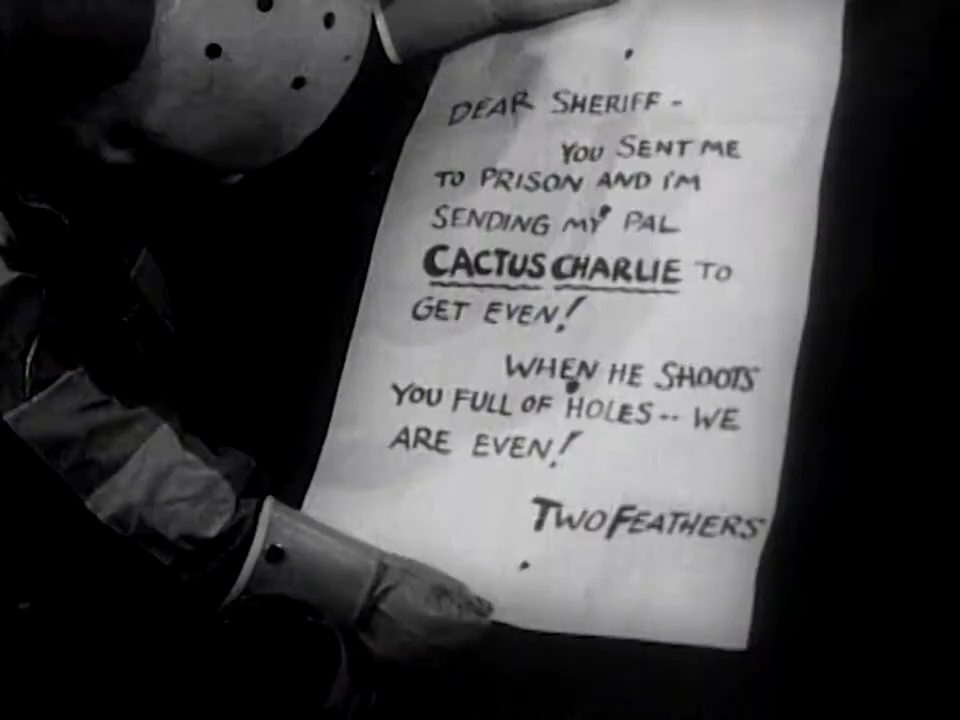 DEAR SHERIFF -
YOU SENT ME
TO PRISON AND I'M
SENDING MY PAL
CACTUS CHARLIE TO
GET EVEN!
WHEN HE SHOOTS
YOU FULL OF HOLES -- WE
ARE EVEN!
TWO FEATHERS